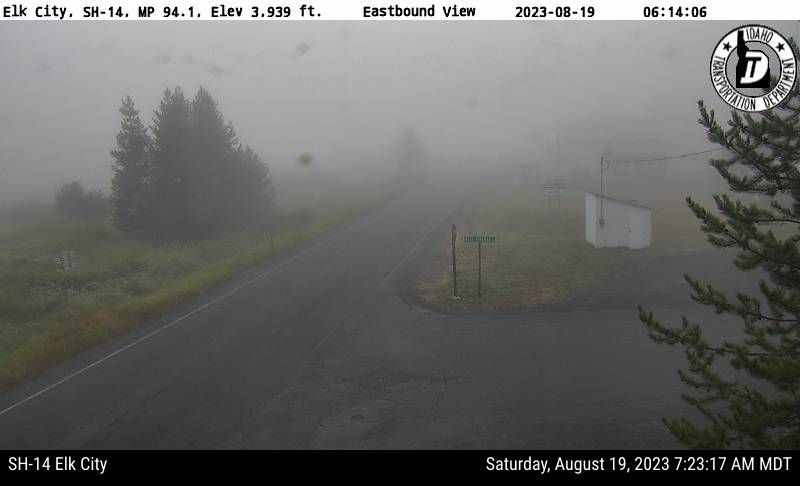 Elk City, SH-14, MP 94.1, Elev 3,939 ft. Eastbound View 2023-08-19 06:14:06
IDAHO
TRANSPORTATION DEPARTMENT
SH-14 Elk City Saturday, August 19, 2023 7:23:17 AM MDT